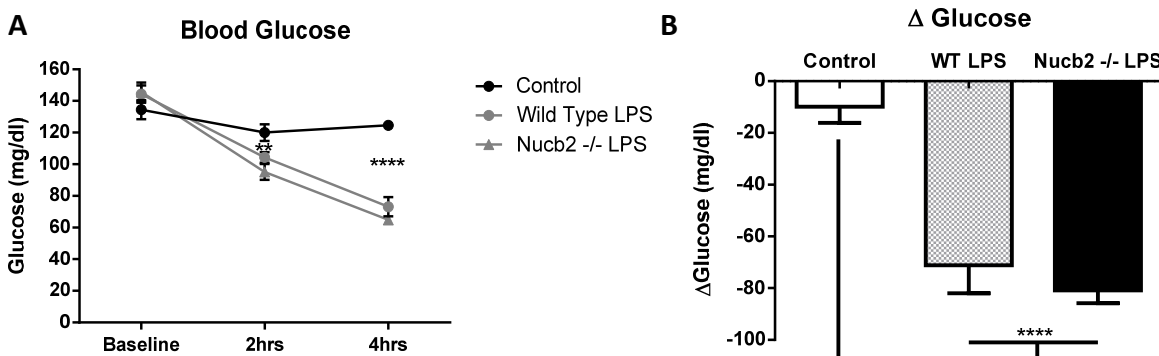 A
Blood Glucose
Glucose (mg/dl)
160
140
120
100
80
60
40
20
0
**
****
Baseline
2hrs
4hrs
Control
Wild Type LPS
Nucb2 -/- LPS
B
Δ Glucose
Control
WT LPS
Nucb2 -/- LPS
ΔGlucose (mg/dl)
0
-20
-40
-60
-80
-100
****